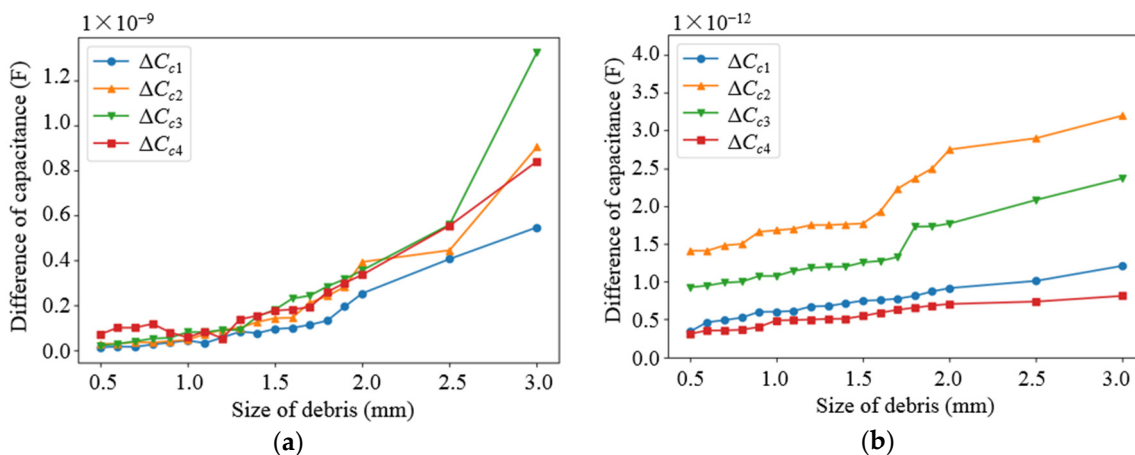 1×10⁻⁹
Difference of capacitance (F)
1.2
1.0
0.8
0.6
0.4
0.2
0.0
ΔC_c1
ΔC_c2
ΔC_c3
ΔC_c4
0.5 1.0 1.5 2.0 2.5 3.0
Size of debris (mm)
(a)
1×10⁻¹²
Difference of capacitance (F)
4.0
3.5
3.0
2.5
2.0
1.5
1.0
0.5
0.0
ΔC_c1
ΔC_c2
ΔC_c3
ΔC_c4
0.5 1.0 1.5 2.0 2.5 3.0
Size of debris (mm)
(b)